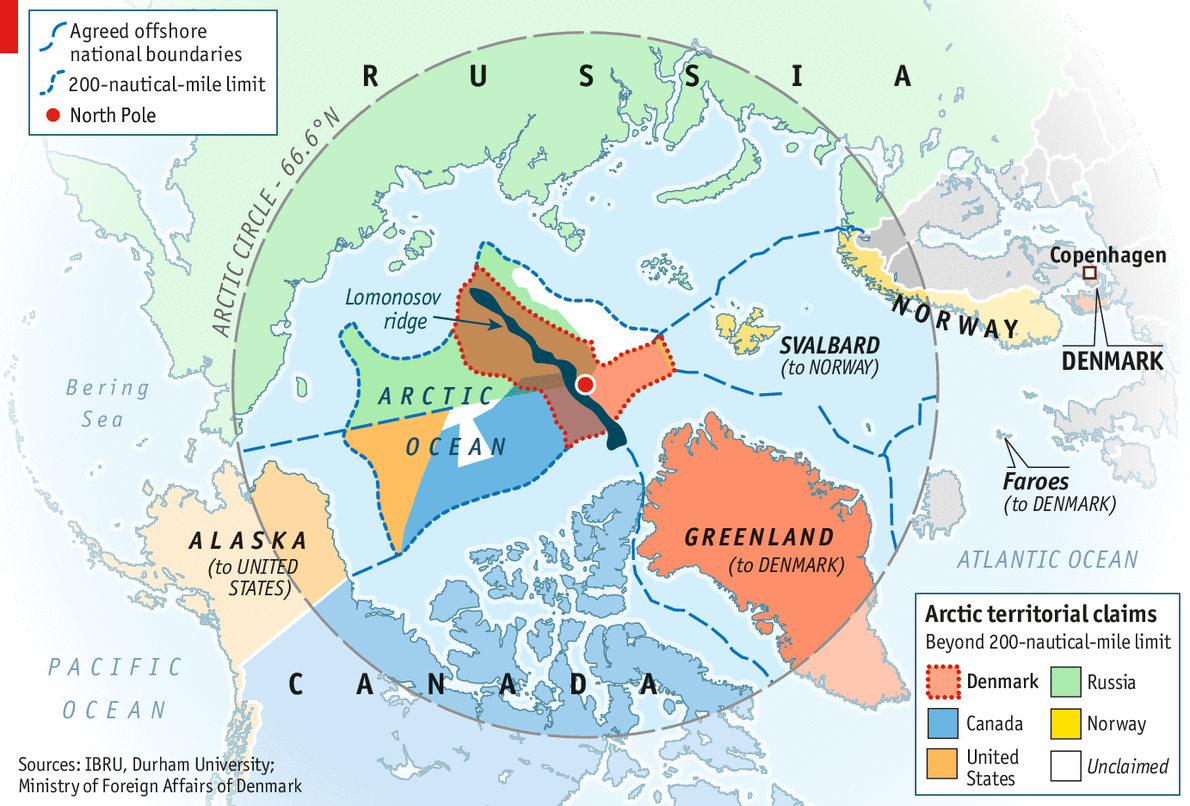 Agreed offshore
national boundaries
200-nautical-mile limit
North Pole
RUSSIA
ARCTIC CIRCLE - 66.6°N
Copenhagen
Lomonosov
ridge
NORWAY
SVALBARD
(to NORWAY)
DENMARK
Bering
Sea
ARCTIC
OCEAN
Faroes
(to DENMARK)
ALASKA
(to UNITED
STATES)
GREENLAND
(to DENMARK)
ATLANTIC OCEAN
PACIFIC
OCEAN
CANADA
Arctic territorial claims
Beyond 200-nautical-mile limit
Denmark
Russia
Canada
Norway
United
States
Unclaimed
Sources: IBRU, Durham University;
Ministry of Foreign Affairs of Denmark